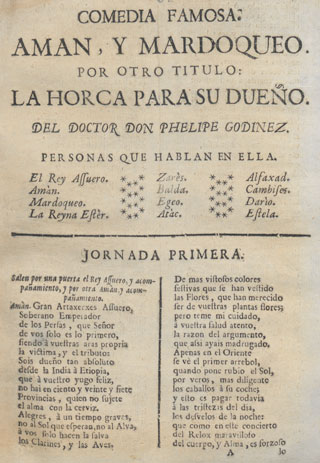 COMEDIA FAMOSA:
AMAN, Y MARDOQUEO.
POR OTRO TITULO:
LA HORCA PARA SU DUEÑO.
DEL DOCTOR DON PHELIPE GODINEZ.
PERSONAS QUE HABLAN EN ELLA.
El Rey Assuero. Zarès. Alfaxad.
Amàn. Balda. Cambises.
Mardoqueo. Egeo. Darìo.
La Reyna Estèr. Atac. Estela.
JORNADA PRIMERA.
Salen por una puerta el Rey Assuero, y acom-
pañamiento, y por otra Amàn, y acom-
pañamiento.
Amàn. Gran Artaxerxes Assuero,
Soberano Emperador
de los Persas, que Señor
de vos solo es lo primero,
siendo à vuestras aras propria
la victima, y el tributo:
Sois dueño tan absoluto
desde la India à Etiopia,
que à vuestro yugo feliz,
no hai en ciento y veinte y siete
Provincias, quien no sujete
el alma con la cerviz.
Alegres, à un tiempo graves,
no al Sol que esperan, no al Alva,
à vos solo hacen la salva
los Clarines, y las Aves.
De mas vistosos colores
festivas que se han vestido
las Flores, que han merecido
ser de vuestras plantas flores;
pero teme mi cuidado,
à vuestra salud atento,
la razon del argumento,
que assi ayais madrugado.
Apenas en el Oriente
se vè el primer arrebol,
quando pone rubio el Sol,
por veros, mas diligente
los caballos à su coche;
y esto es pagar todavia
à las tristezas del dia,
los desvelos de la noche:
que como en este concierto
del Relox maravilloso
del cuerpo, y Alma, es forzoso
A lo